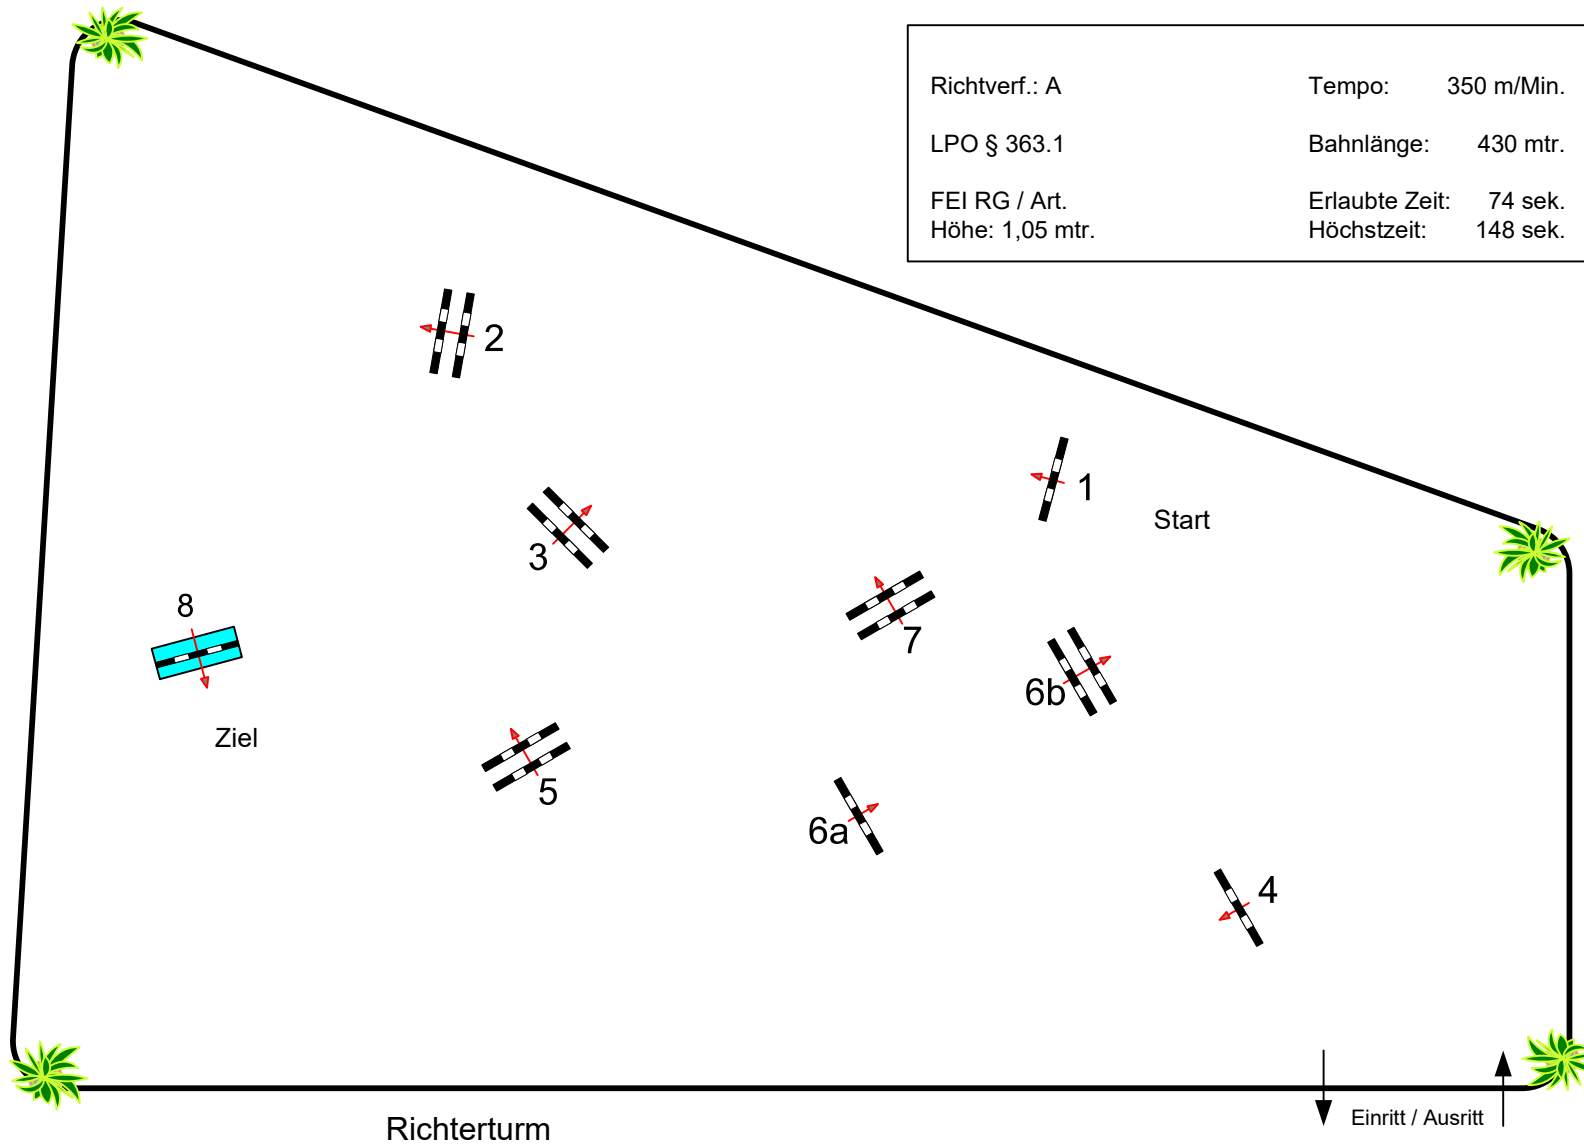 Richtverf.: A Tempo: 350 m/Min.
LPO § 363.1 Bahnlänge: 430 mtr.
FEI RG / Art. Erlaubte Zeit: 74 sek.
Höhe: 1,05 mtr. Höchstzeit: 148 sek.
2
1
Start
3
8
7
6b
Ziel
5
6a
4
Einritt / Ausritt
Richterturm